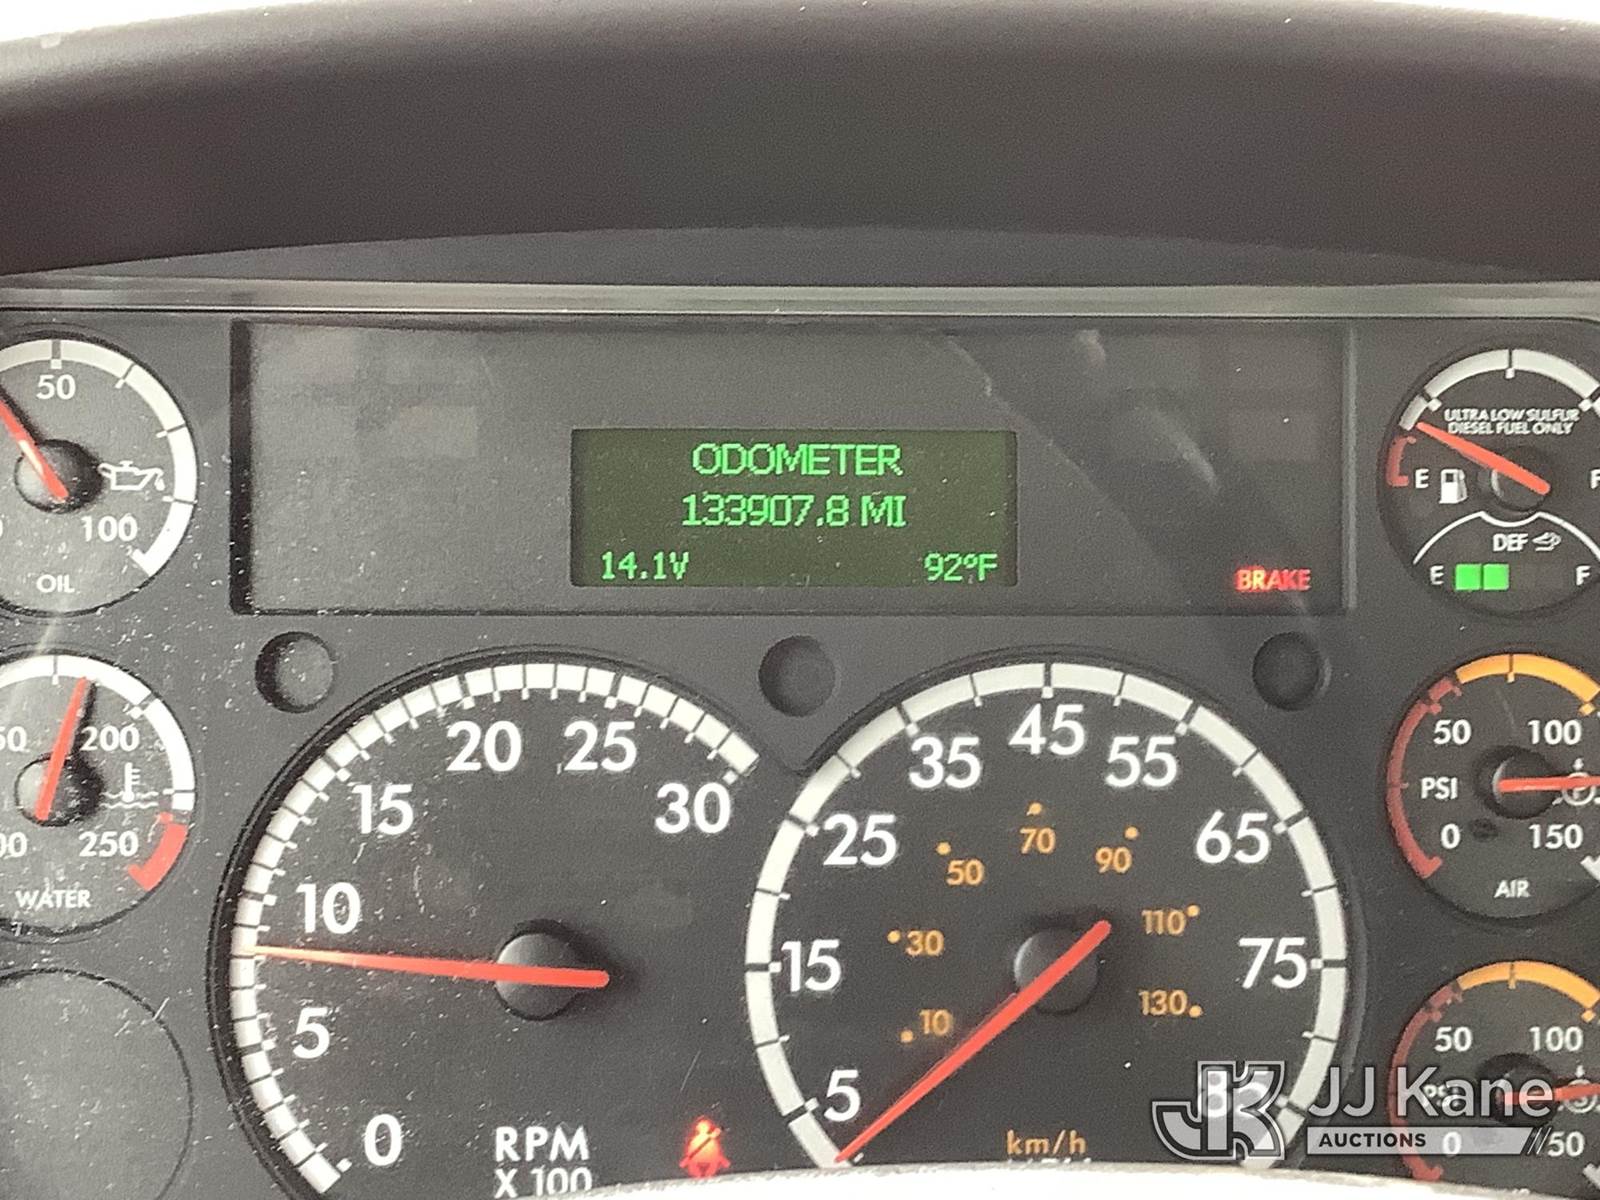 50
100
OIL
ODOMETER
133907.8 MI
14.1V 92°F
BRAKE
ULTRA LOW SULFUR
DIESEL FUEL ONLY
E F
DEF
E F
200
250
WATER
0 5 10 15 20 25 30
RPM
X 100
5 15 25 35 45 55 65 75
10 30 50 70 90 110 130
km/h
50 100
PSI
0 150
AIR
50 100
PSI
0
JJ Kane
AUCTIONS